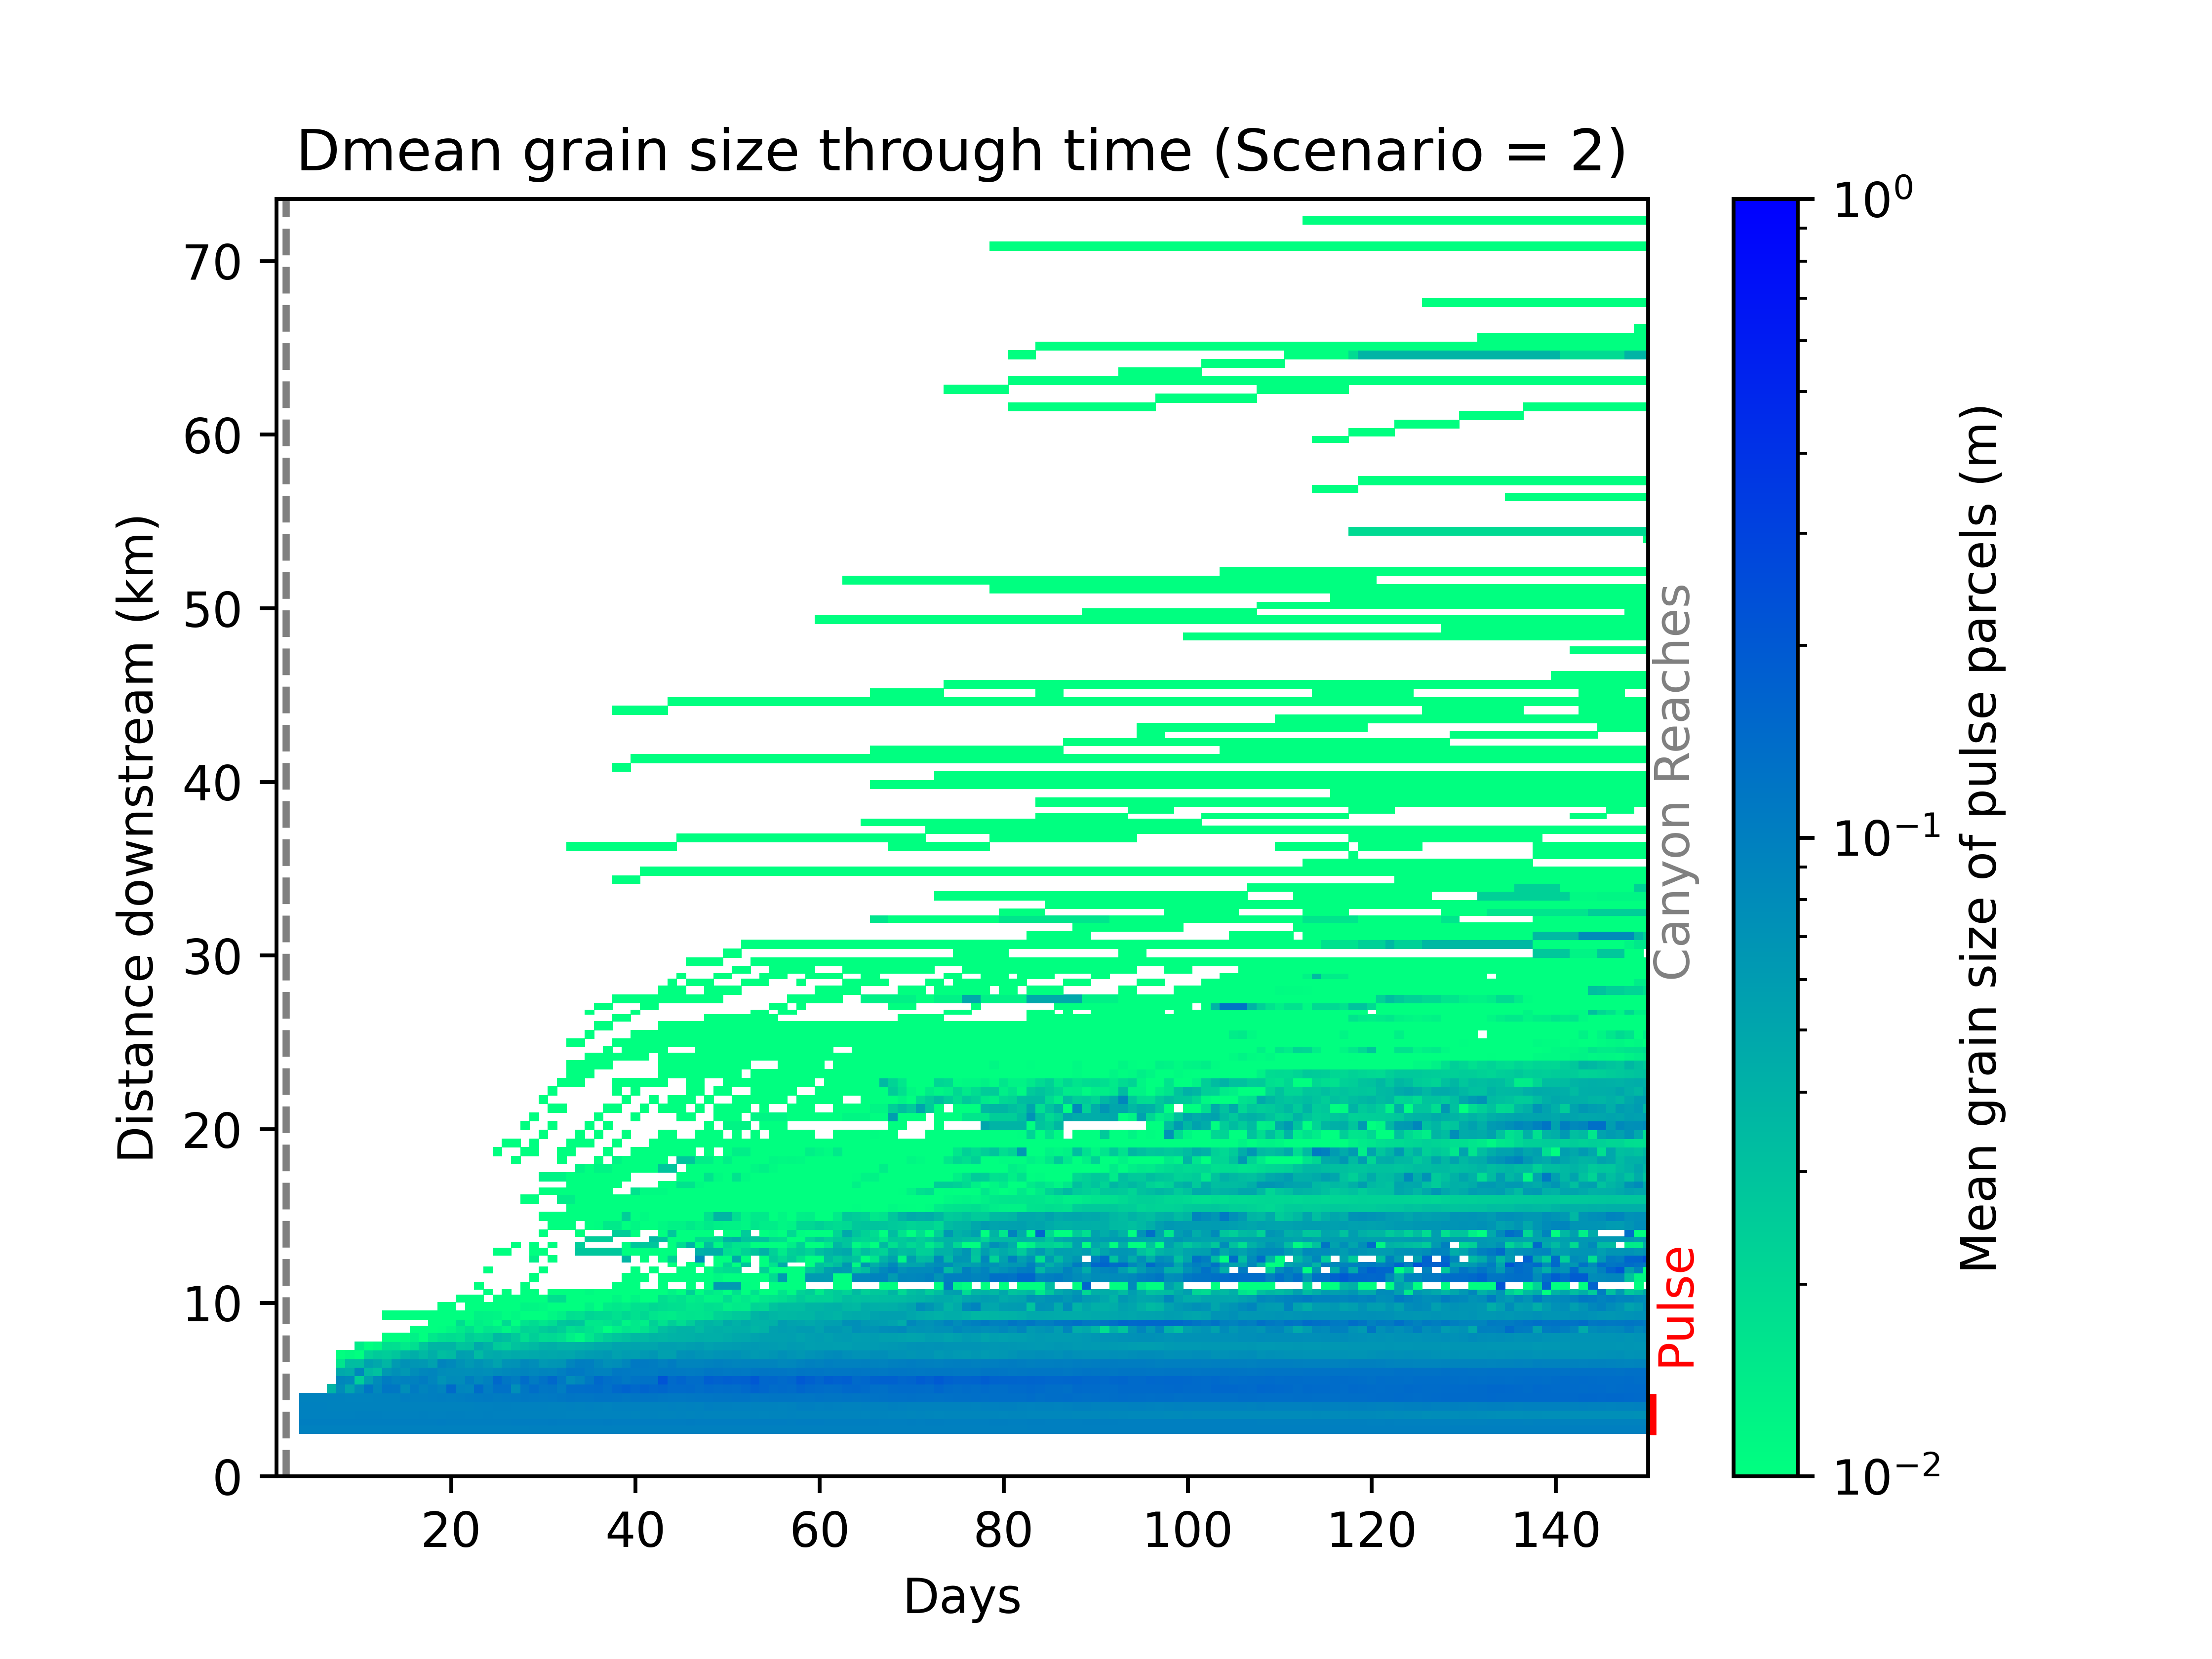 Dmean grain size through time (Scenario = 2)
Distance downstream (km)
70
60
50
40
30
20
10
0
20 40 60 80 100 120 140
Days
Canyon Reaches
Pulse
10⁰
10⁻¹
10⁻²
Mean grain size of pulse parcels (m)